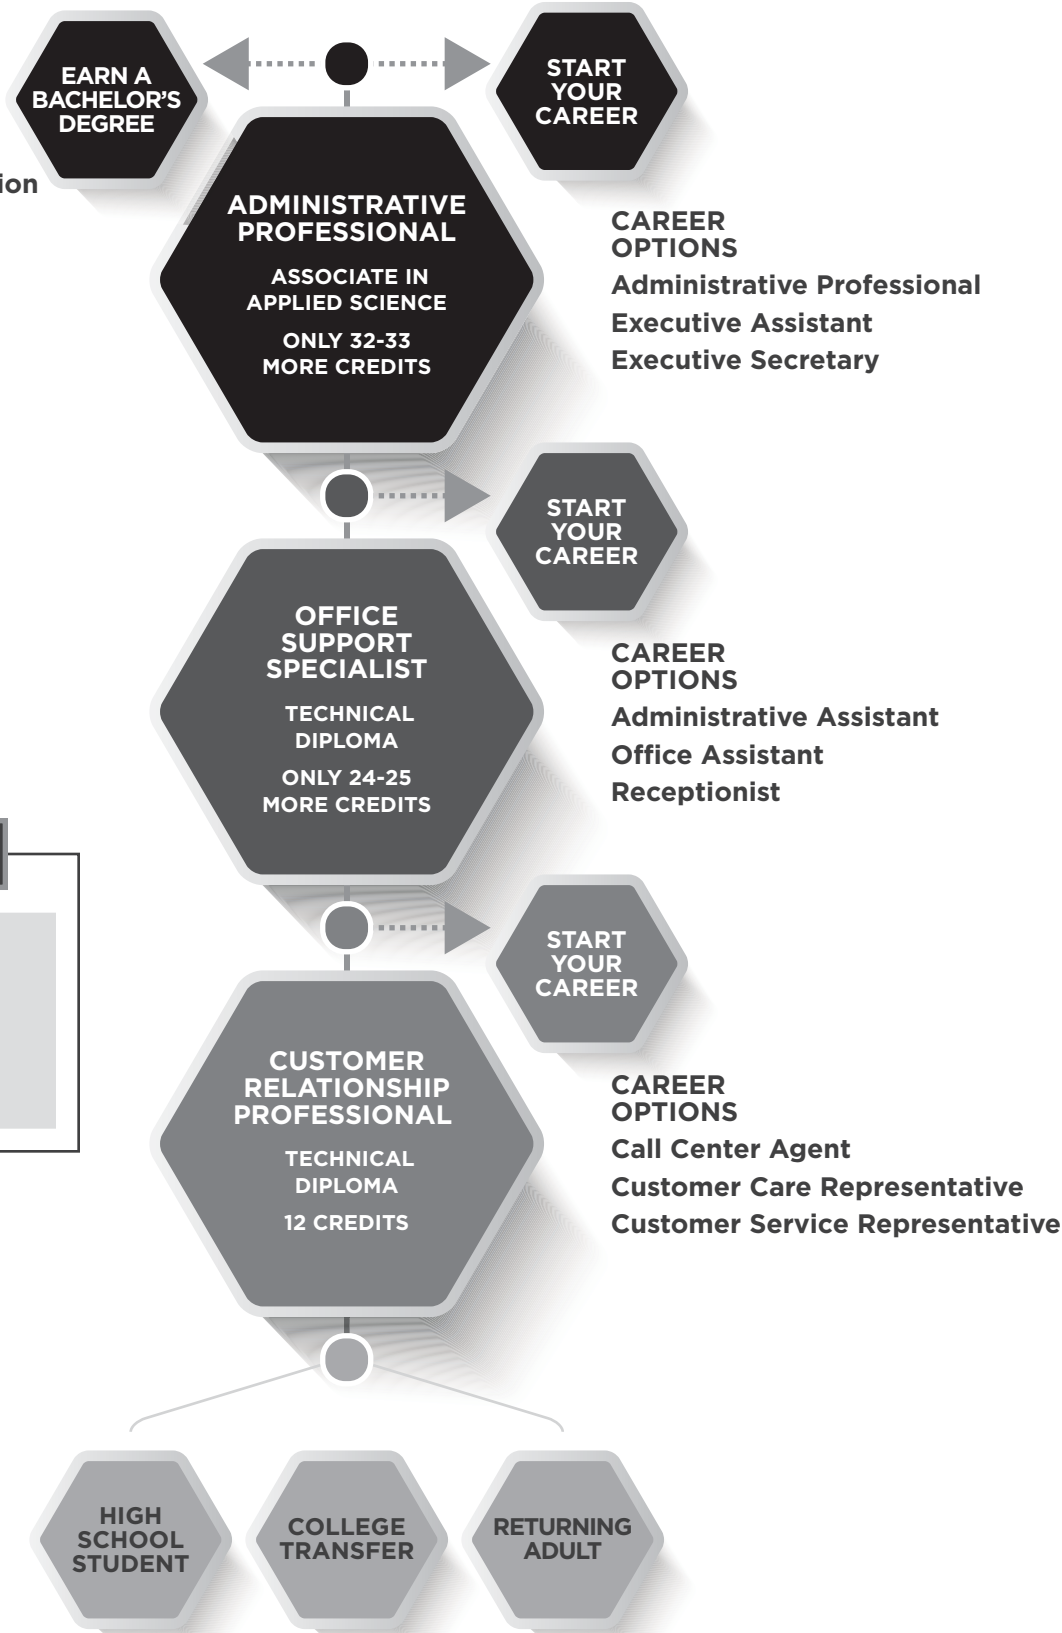 EARN A
BACHELOR'S
DEGREE
START
YOUR
CAREER
ADMINISTRATIVE
PROFESSIONAL
ASSOCIATE IN
APPLIED SCIENCE
ONLY 32-33
MORE CREDITS
CAREER
OPTIONS
Administrative Professional
Executive Assistant
Executive Secretary
START
YOUR
CAREER
OFFICE
SUPPORT
SPECIALIST
TECHNICAL
DIPLOMA
ONLY 24-25
MORE CREDITS
CAREER
OPTIONS
Administrative Assistant
Office Assistant
Receptionist
START
YOUR
CAREER
CUSTOMER
RELATIONSHIP
PROFESSIONAL
TECHNICAL
DIPLOMA
12 CREDITS
CAREER
OPTIONS
Call Center Agent
Customer Care Representative
Customer Service Representative
HIGH
SCHOOL
STUDENT
COLLEGE
TRANSFER
RETURNING
ADULT